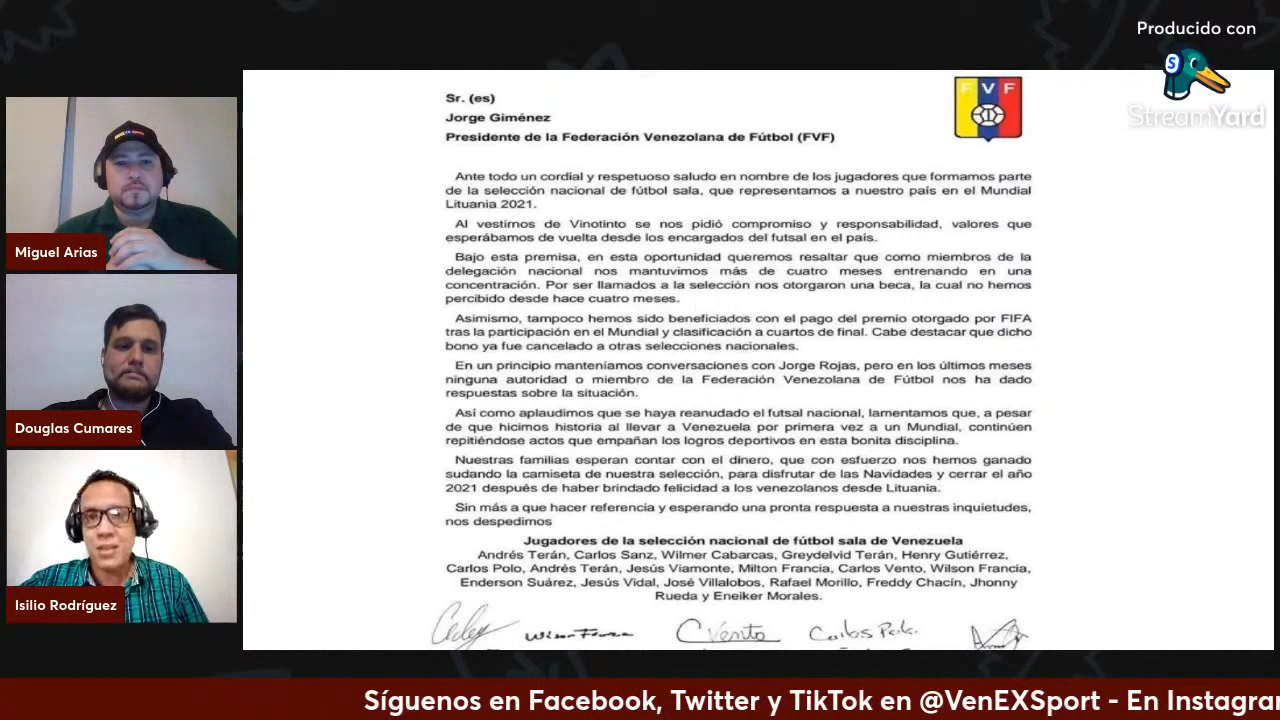 Producido con
StreamYard
Miguel Arias
Douglas Cumares
Isilio Rodríguez
FVF
Sr. (es)
Jorge Giménez
Presidente de la Federación Venezolana de Fútbol (FVF)
Ante todo un cordial y respetuoso saludo en nombre de los jugadores que formamos parte
de la selección nacional de fútbol sala, que representamos a nuestro país en el Mundial
Lituania 2021.
Al vestirnos de Vinotinto se nos pidió compromiso y responsabilidad, valores que
esperábamos de vuelta desde los encargados del futsal en el país.
Bajo esta premisa, en esta oportunidad queremos resaltar que como miembros de la
delegación nacional nos mantuvimos más de cuatro meses entrenando en una
concentración. Por ser llamados a la selección nos otorgaron una beca, la cual no hemos
percibido desde hace cuatro meses.
Asimismo, tampoco hemos sido beneficiados con el pago del premio otorgado por FIFA
tras la participación en el Mundial y clasificación a cuartos de final. Cabe destacar que dicho
bono ya fue cancelado a otras selecciones nacionales.
En un principio manteníamos conversaciones con Jorge Rojas, pero en los últimos meses
ninguna autoridad o miembro de la Federación Venezolana de Fútbol nos ha dado
respuestas sobre la situación.
Así como aplaudimos que se haya reanudado el futsal nacional, lamentamos que, a pesar
de que hicimos historia al llevar a Venezuela por primera vez a un Mundial, continúen
repitiéndose actos que empañan los logros deportivos en esta bonita disciplina.
Nuestras familias esperan contar con el dinero, que con esfuerzo nos hemos ganado
sudando la camiseta de nuestra selección, para disfrutar de las Navidades y cerrar el año
2021 después de haber brindado felicidad a los venezolanos desde Lituania.
Sin más a que hacer referencia y esperando una pronta respuesta a nuestras inquietudes,
nos despedimos
Jugadores de la selección nacional de fútbol sala de Venezuela
Andrés Terán, Carlos Sanz, Wilmer Cabarcas, Greydelvid Terán, Henry Gutiérrez,
Carlos Polo, Andrés Terán, Jesús Viamonte, Milton Francia, Carlos Vento, Wilson Francia,
Enderson Suárez, Jesús Vidal, José Villalobos, Rafael Morillo, Freddy Chacín, Jhonny
Rueda y Eneiker Morales.
CVento
Síguenos en Facebook, Twitter y TikTok en @VenEXSport - En Instagra